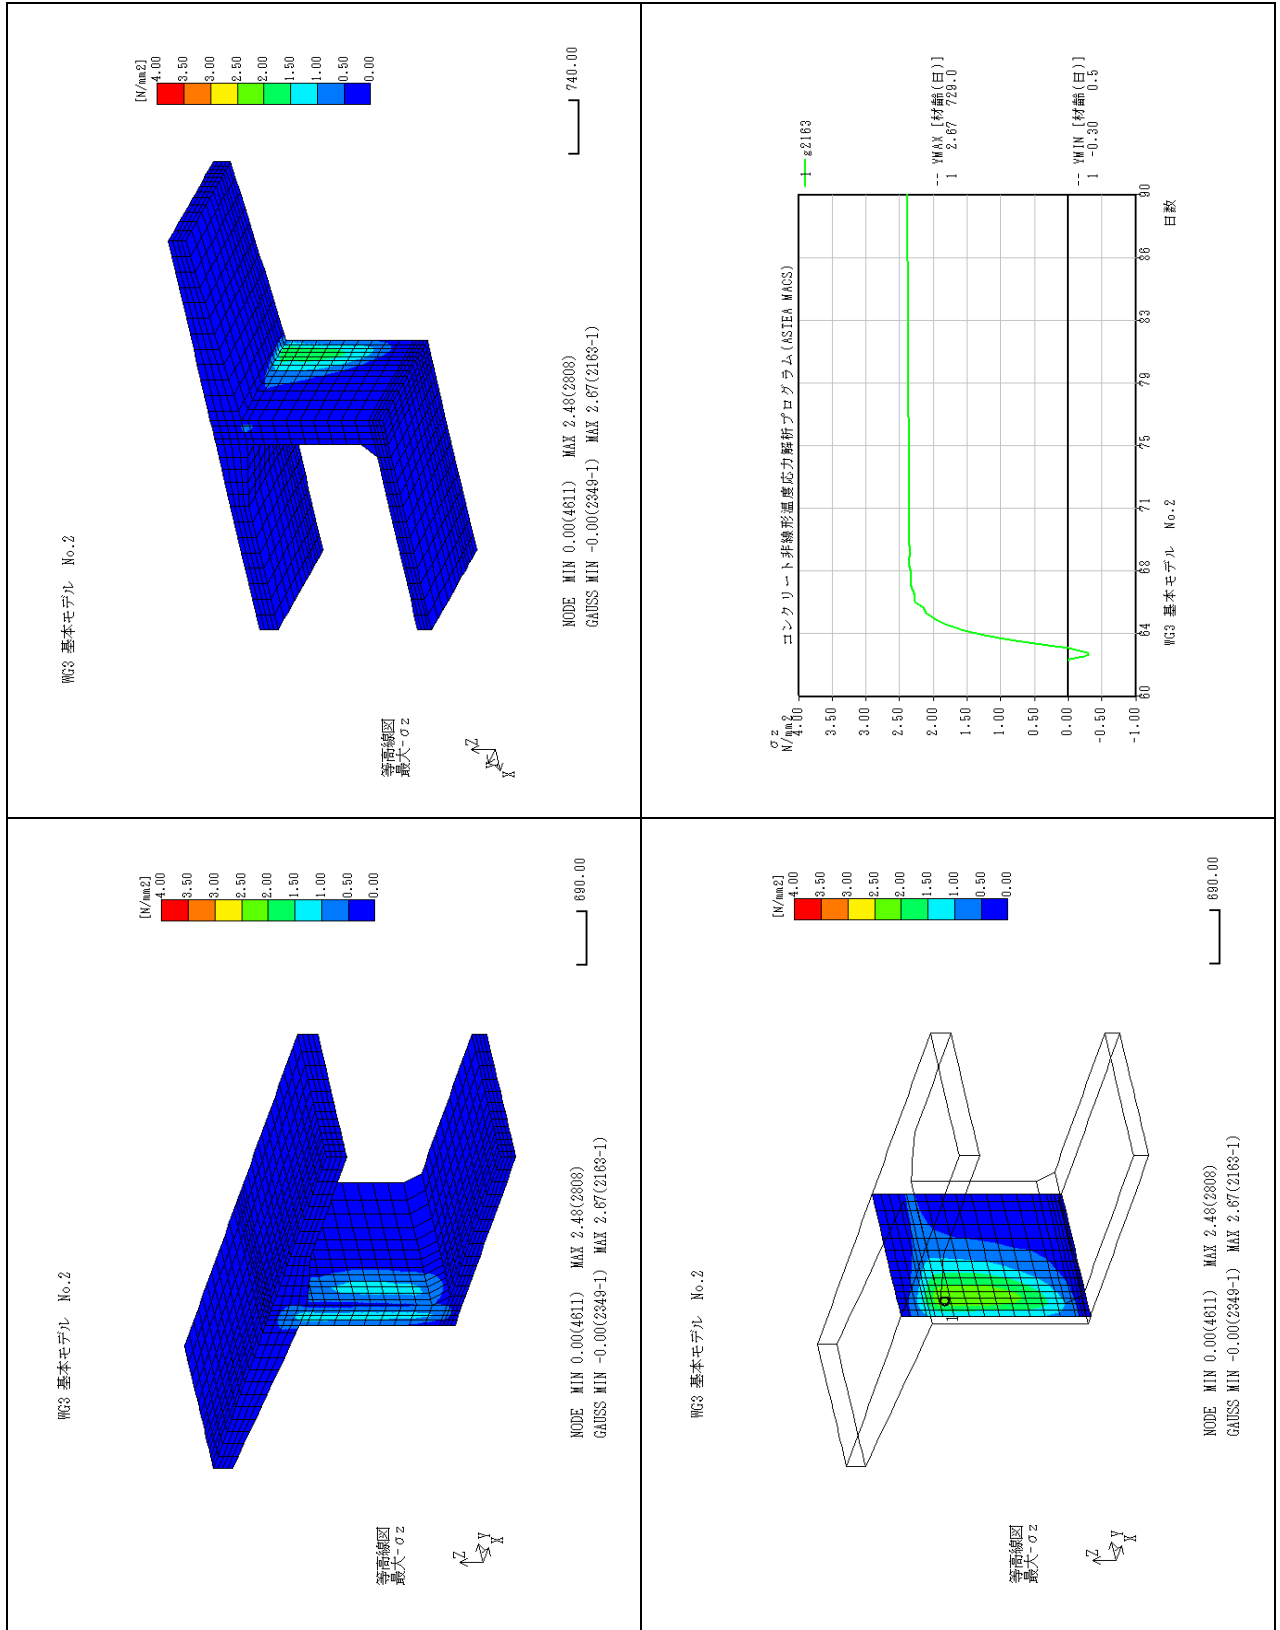 WG3 基本モデル No.2
[N/mm2]
4.00
3.50
3.00
2.50
2.00
1.50
1.00
0.50
0.00
等高線図
最大-σz
Z
Y
X
690.00
NODE MIN 0.00(4611) MAX 2.48(2808)
GAUSS MIN -0.00(2349-1) MAX 2.67(2163-1)
WG3 基本モデル No.2
[N/mm2]
4.00
3.50
3.00
2.50
2.00
1.50
1.00
0.50
0.00
等高線図
最大-σz
Z
Y
X
740.00
NODE MIN 0.00(4611) MAX 2.48(2808)
GAUSS MIN -0.00(2349-1) MAX 2.67(2163-1)
WG3 基本モデル No.2
[N/mm2]
4.00
3.50
3.00
2.50
2.00
1.50
1.00
0.50
0.00
1
等高線図
最大-σz
Z
Y
X
690.00
NODE MIN 0.00(4611) MAX 2.48(2808)
GAUSS MIN -0.00(2349-1) MAX 2.67(2163-1)
コンクリート非線形温度応力解析プログラム(ASTEA MACS)
σz
N/mm2
4.00
3.50
3.00
2.50
2.00
1.50
1.00
0.50
0.00
-0.50
-1.00
60 64 68 71 75 79 83 86 90
日数
1 g2163
-- YMAX [材齢(日)]
1 2.67 729.0
-- YMIN [材齢(日)]
1 -0.30 0.5
WG3 基本モデル No.2